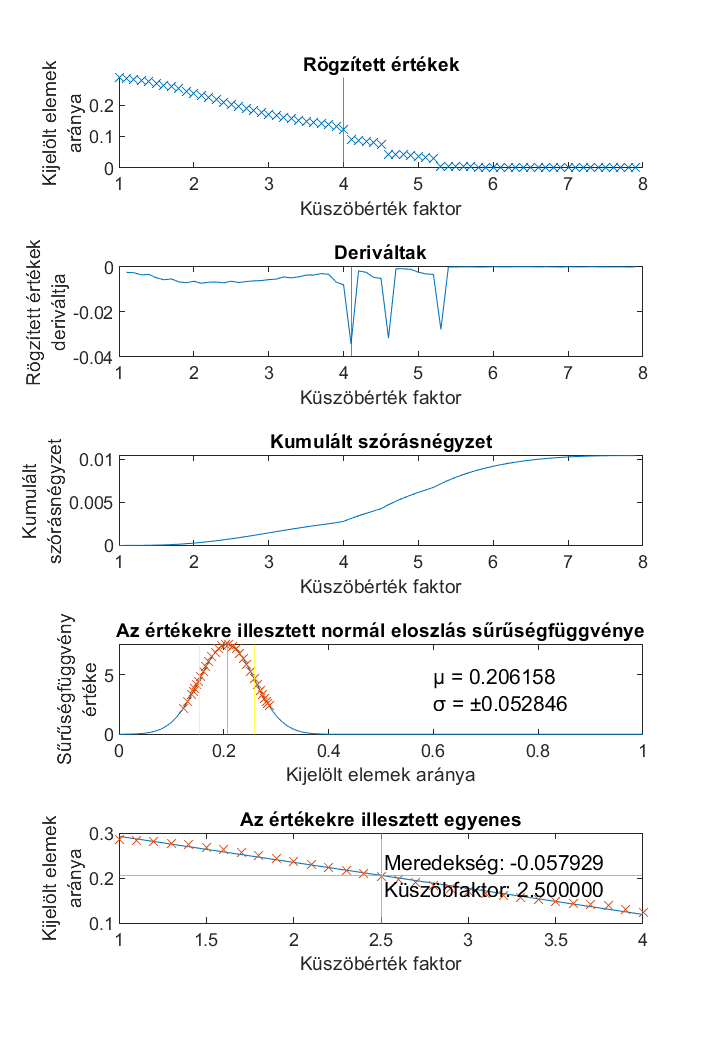 Rögzített értékek
Kijelölt elemek
aránya
0.2
0.1
0
1 2 3 4 5 6 7 8
Küszöbérték faktor
Deriváltak
Rögzített értékek
deriváltja
0
-0.02
-0.04
1 2 3 4 5 6 7 8
Küszöbérték faktor
Kumulált szórásnégyzet
Kumulált
szórásnégyzet
0.01
0.005
0
1 2 3 4 5 6 7 8
Küszöbérték faktor
Az értékekre illesztett normál eloszlás sűrűségfüggvénye
Sűrűségfüggvény
értéke
5
0
μ = 0.206158
σ = ±0.052846
0 0.2 0.4 0.6 0.8 1
Kijelölt elemek aránya
Az értékekre illesztett egyenes
Kijelölt elemek
aránya
0.3
0.2
0.1
Meredekség: -0.057929
Küszöbfaktor: 2.500000
1 1.5 2 2.5 3 3.5 4
Küszöbérték faktor